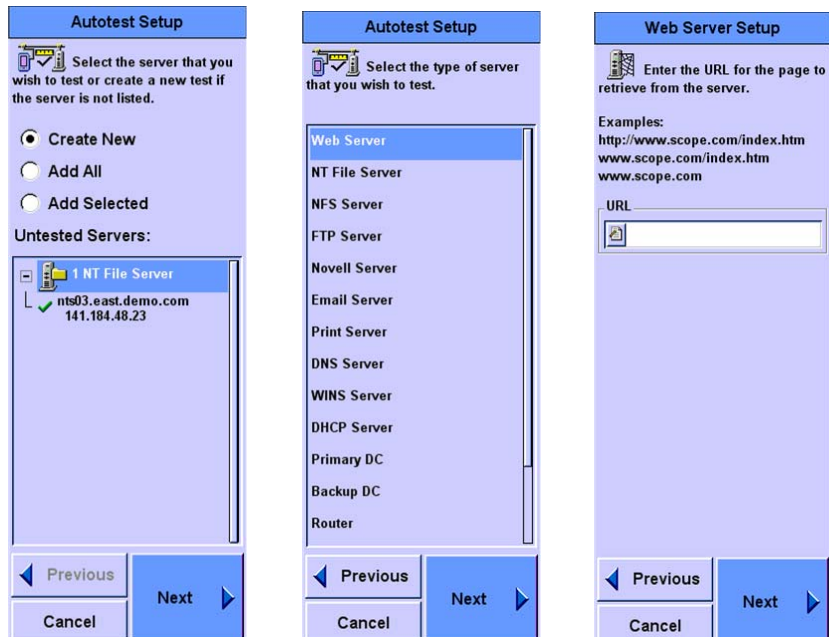 Autotest Setup
Select the server that you
wish to test or create a new test if
the server is not listed.
Create New
Add All
Add Selected
Untested Servers:
1 NT File Server
nts03.east.demo.com
141.184.48.23
Previous
Next
Cancel
Autotest Setup
Select the type of server
that you wish to test.
Web Server
NT File Server
NFS Server
FTP Server
Novell Server
Email Server
Print Server
DNS Server
WINS Server
DHCP Server
Primary DC
Backup DC
Router
Previous
Next
Cancel
Web Server Setup
Enter the URL for the page to
retrieve from the server.
Examples:
http://www.scope.com/index.htm
www.scope.com/index.htm
www.scope.com
URL
Previous
Next
Cancel